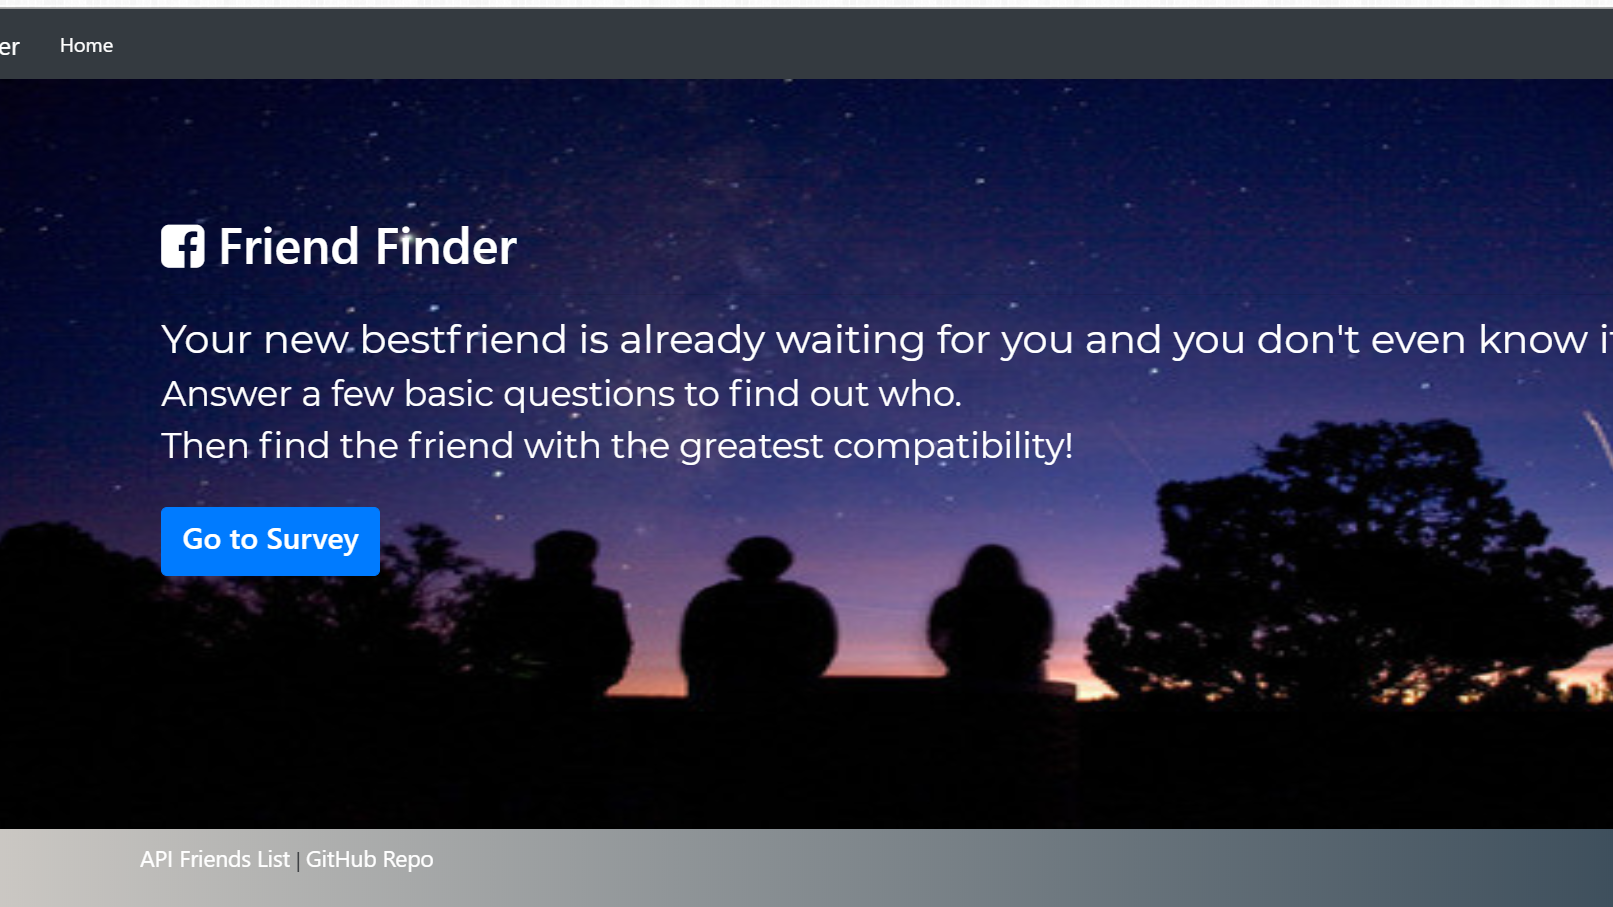 er Home
Friend Finder
Your new bestfriend is already waiting for you and you don't even know
Answer a few basic questions to find out who.
Then find the friend with the greatest compatibility!
Go to Survey
API Friends List | GitHub Repo